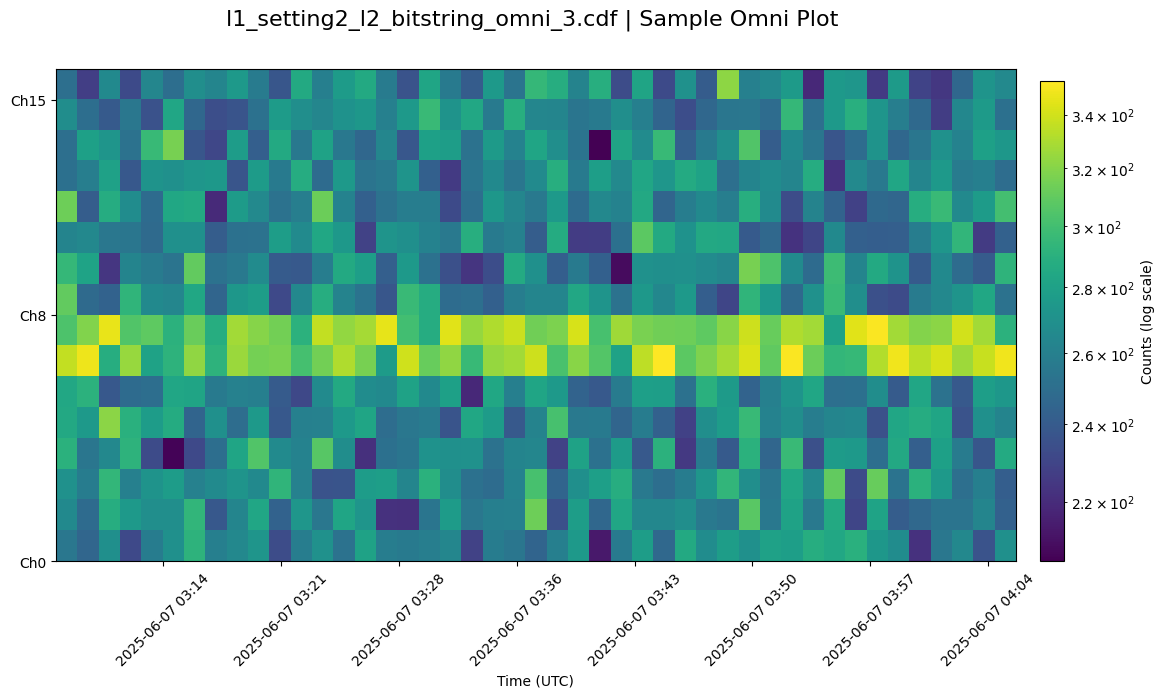 l1_setting2_l2_bitstring_omni_3.cdf | Sample Omni Plot
Ch15
Ch8
Ch0
2025-06-07 03:14
2025-06-07 03:21
2025-06-07 03:28
2025-06-07 03:36
2025-06-07 03:43
2025-06-07 03:50
2025-06-07 03:57
2025-06-07 04:04
Time (UTC)
3.4 × 10²
3.2 × 10²
3 × 10²
2.8 × 10²
2.6 × 10²
2.4 × 10²
2.2 × 10²
Counts (log scale)